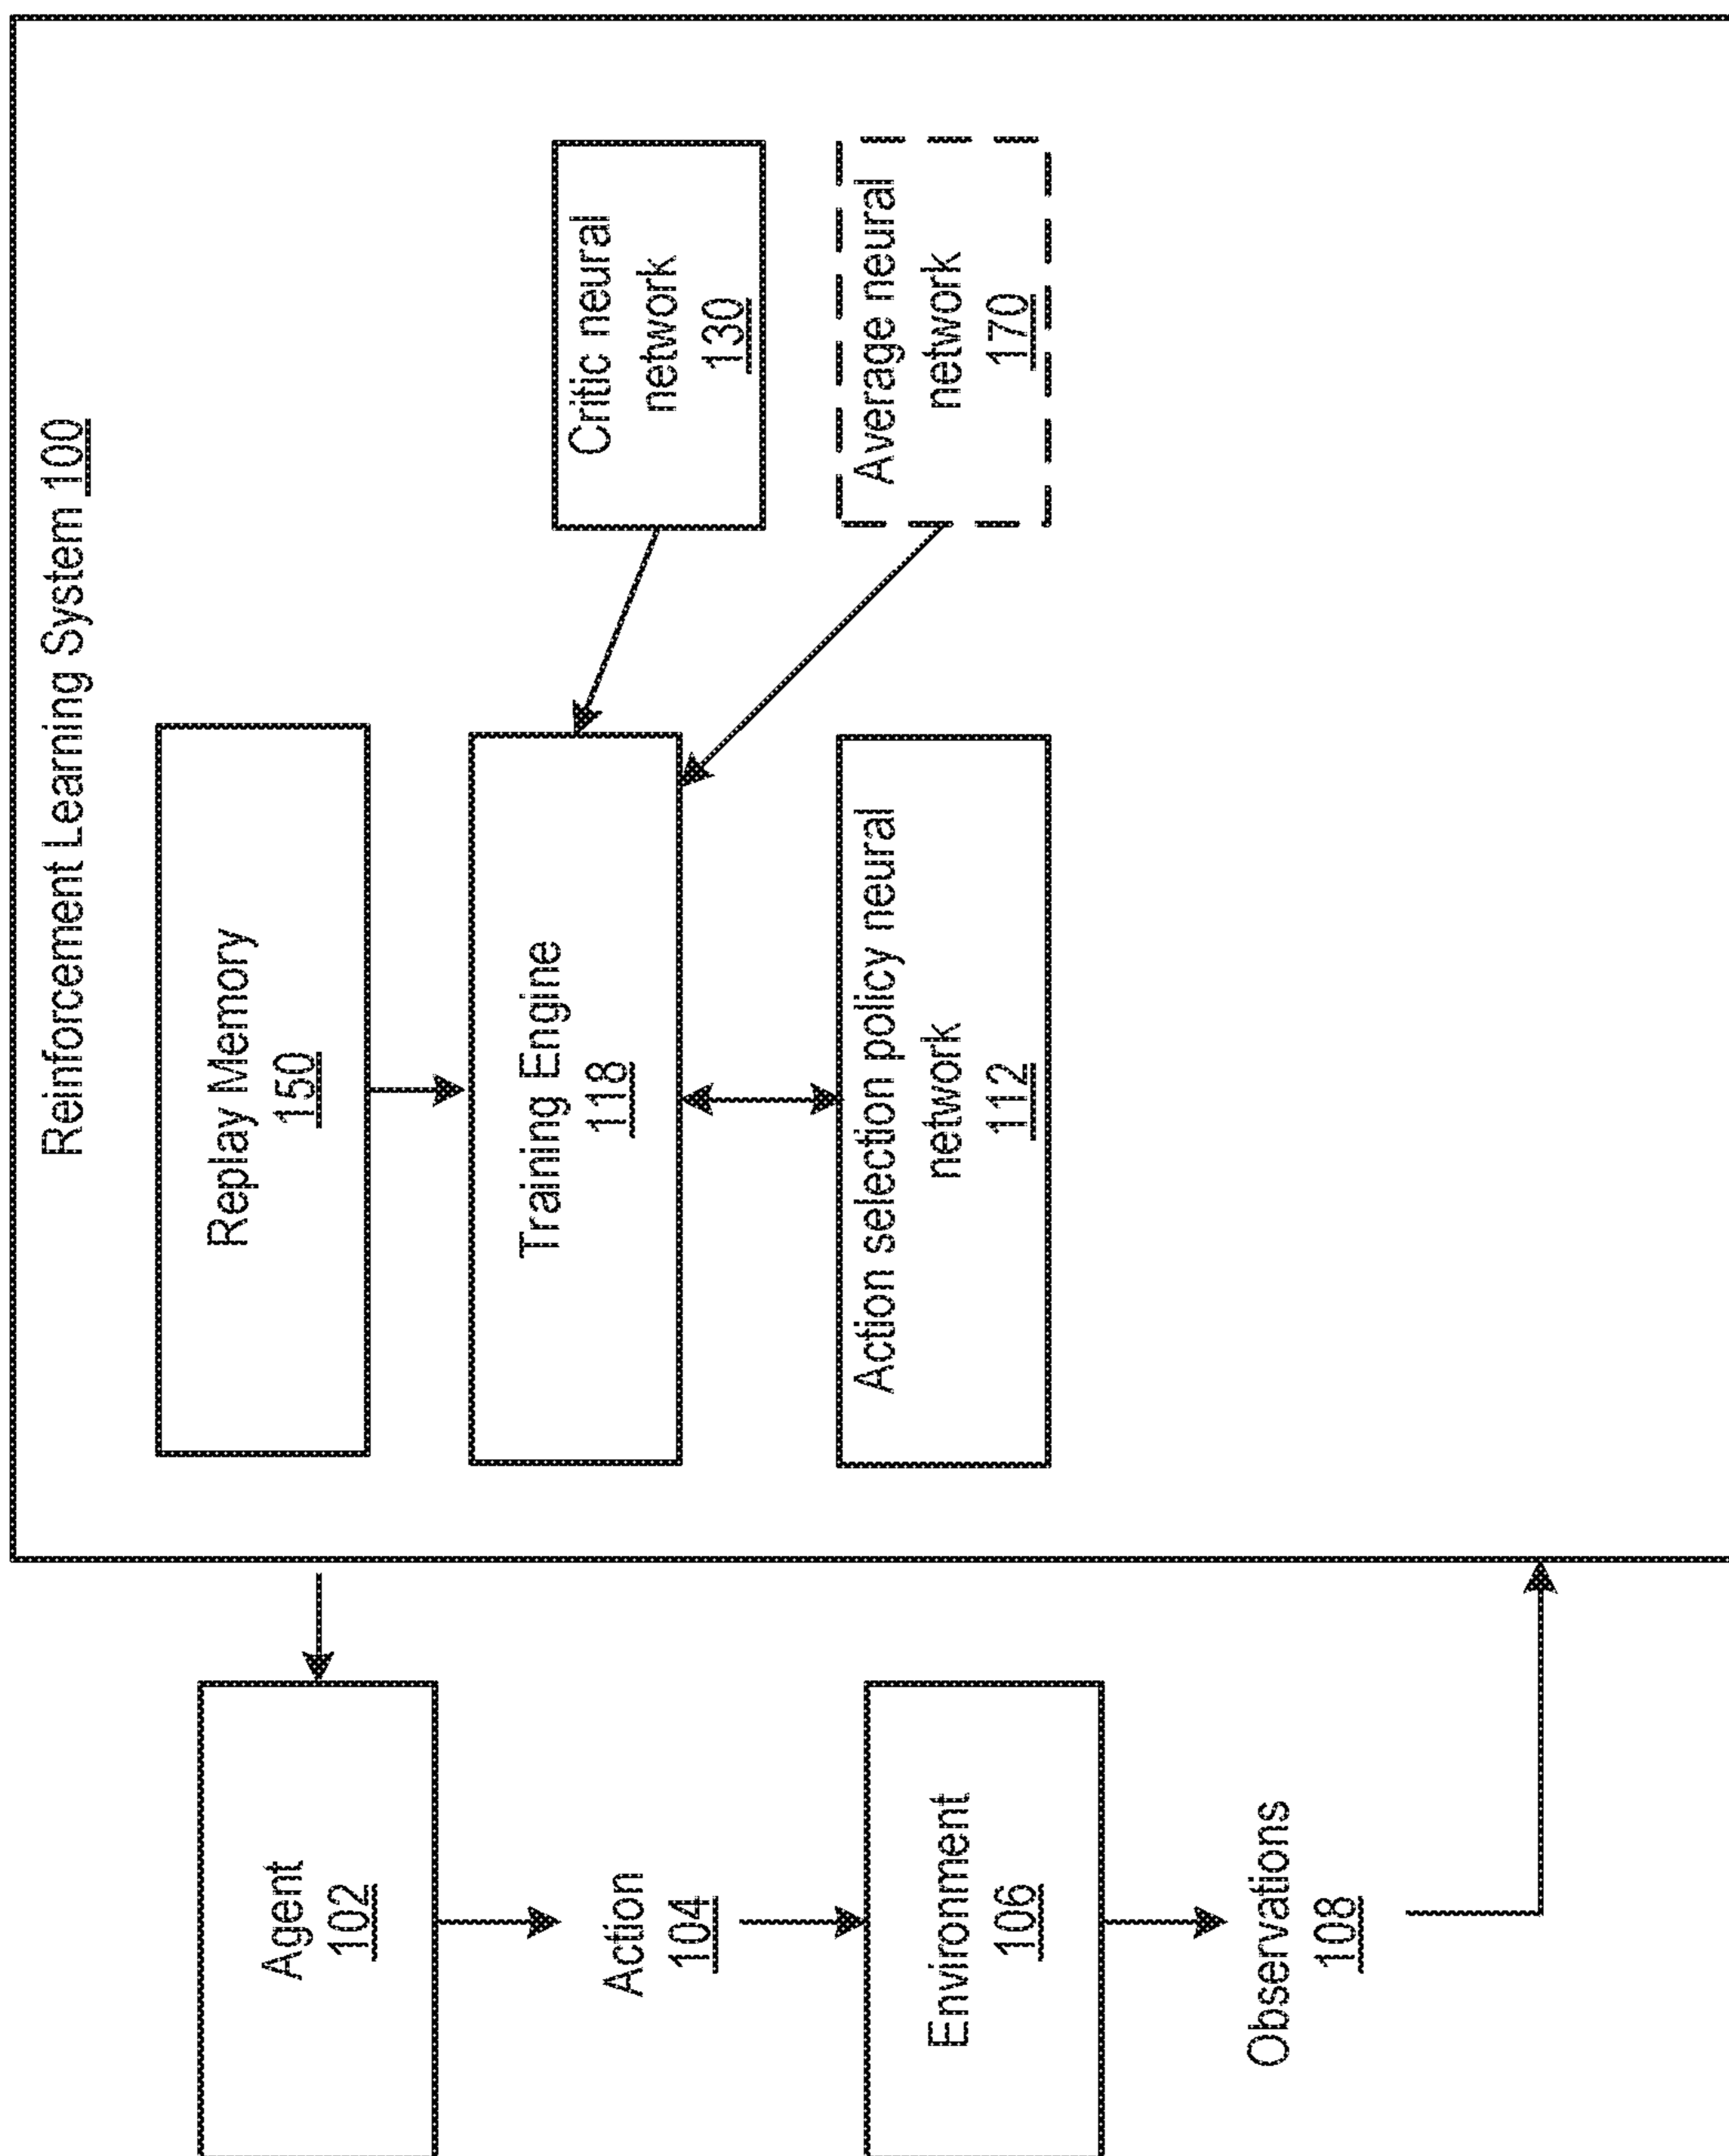 Reinforcement Learning System 100
Agent
102
Action
104
Environment
106
Observations
108
Replay Memory
150
Training Engine
118
Action selection policy neural
network
112
Critic neural
network
130
Average neural
network
170